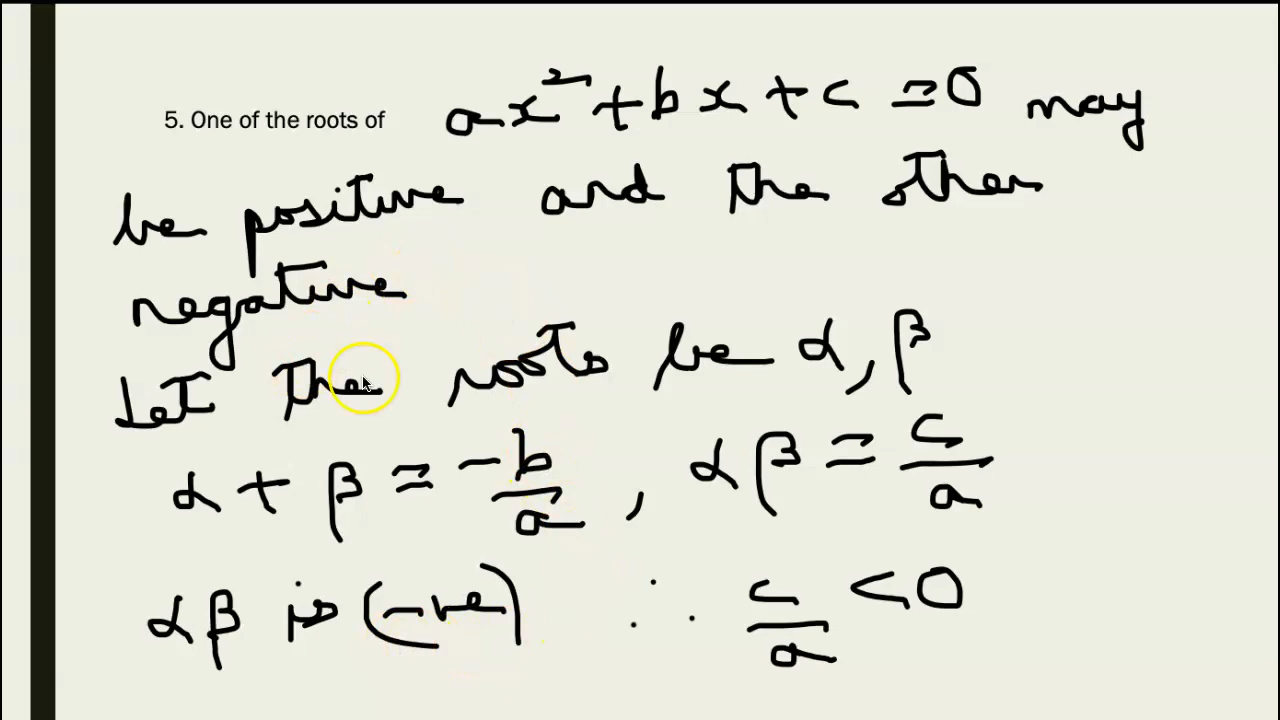 5. One of the roots of ax² + bx + c = 0 may
be positive and the other
negative
Let the roots be α, β
α + β = -b/a , αβ = c/a
αβ is (-ve) ∴ c/a < 0